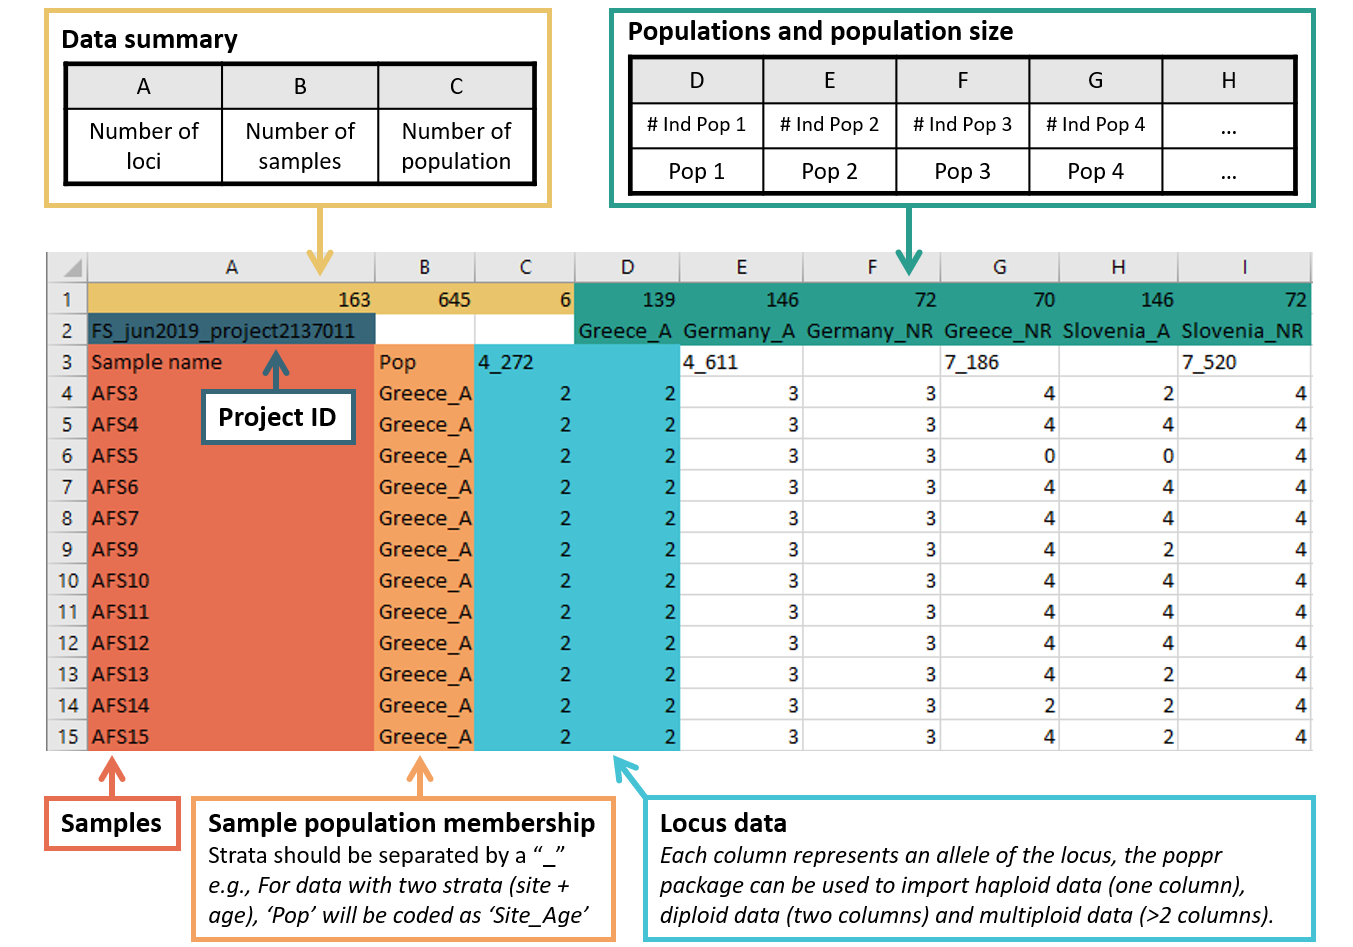 Data summary
A B C
Number of loci Number of samples Number of population
Populations and population size
D E F G H
# Ind Pop 1 # Ind Pop 2 # Ind Pop 3 # Ind Pop 4 ...
Pop 1 Pop 2 Pop 3 Pop 4 ...
A B C D E F G H I
1 163 645 6 139 146 72 70 146 72
2 FS_jun2019_project2137011 Greece_A Germany_A Germany_NR Greece_NR Slovenia_A Slovenia_NR
3 Sample name Pop 4_272 4_611 7_186 7_520
4 AFS3 Greece_A 2 2 3 3 4 2 4
Project ID
5 AFS4 Greece_A 2 2 3 3 4 4 4
6 AFS5 Greece_A 2 2 3 3 0 0 4
7 AFS6 Greece_A 2 2 3 3 4 4 4
8 AFS7 Greece_A 2 2 3 3 4 4 4
9 AFS9 Greece_A 2 2 3 3 4 2 4
10 AFS10 Greece_A 2 2 3 3 4 4 4
11 AFS11 Greece_A 2 2 3 3 4 4 4
12 AFS12 Greece_A 2 2 3 3 4 4 4
13 AFS13 Greece_A 2 2 3 3 4 2 4
14 AFS14 Greece_A 2 2 3 3 2 2 4
15 AFS15 Greece_A 2 2 3 3 4 2 4
Samples
Sample population membership
Strata should be separated by a “_”
e.g., For data with two strata (site +
age), ‘Pop’ will be coded as ‘Site_Age’
Locus data
Each column represents an allele of the locus, the poppr
package can be used to import haploid data (one column),
diploid data (two columns) and multiploid data (>2 columns).